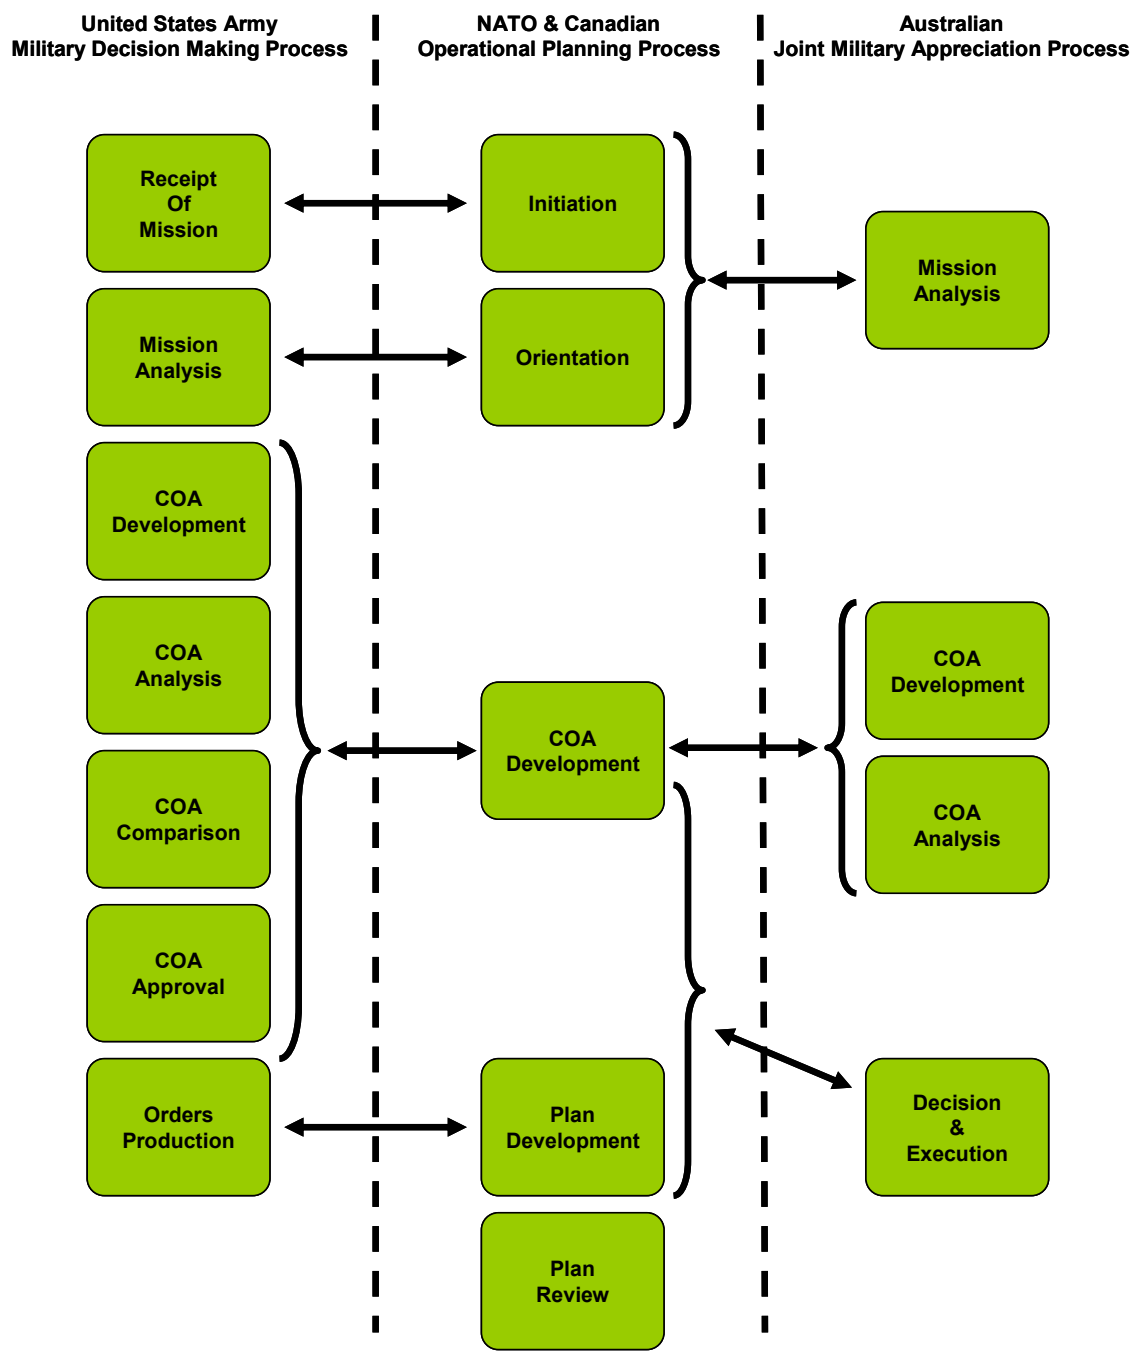 United States Army
Military Decision Making Process
NATO & Canadian
Operational Planning Process
Australian
Joint Military Appreciation Process
Receipt
Of
Mission
Initiation
Mission
Analysis
Mission
Analysis
Orientation
COA
Development
COA
Analysis
COA
Development
COA
Development
COA
Comparison
COA
Analysis
COA
Approval
Orders
Production
Plan
Development
Decision
&
Execution
Plan
Review